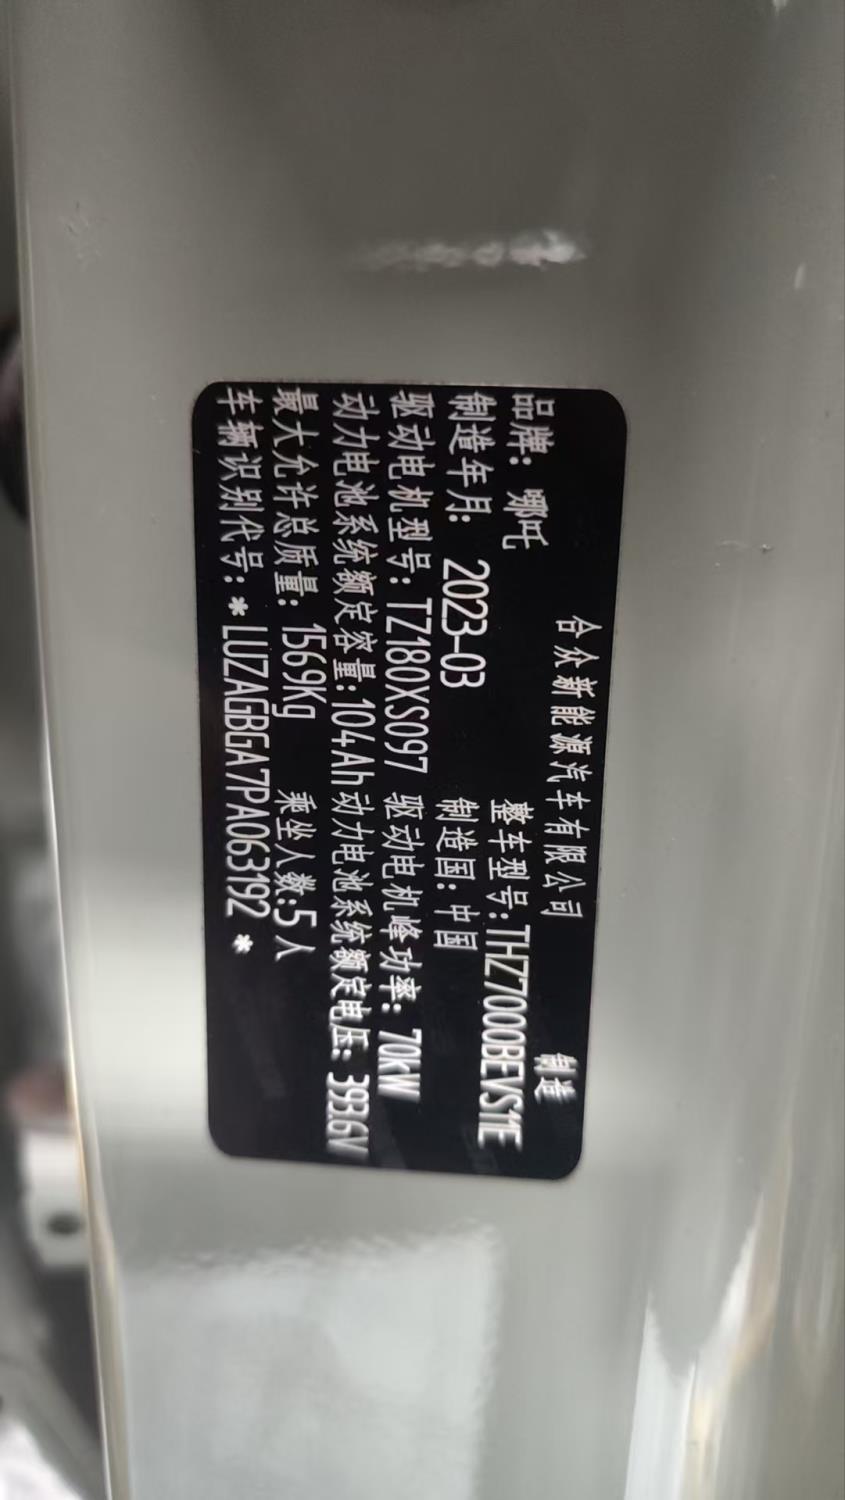 合众新能源汽车有限公司 制造
品牌：哪吒 整车型号：THZ7000BEVS11E
制造年月：2023-03 制造国：中国
驱动电机型号：TZ180XS097 驱动电机峰功率：70kW
动力电池系统额定容量：104Ah 动力电池系统额定电压：393.6V
最大允许总质量：1569Kg 乘坐人数：5人
车辆识别代号：*LUZAGBGA7PA063192*